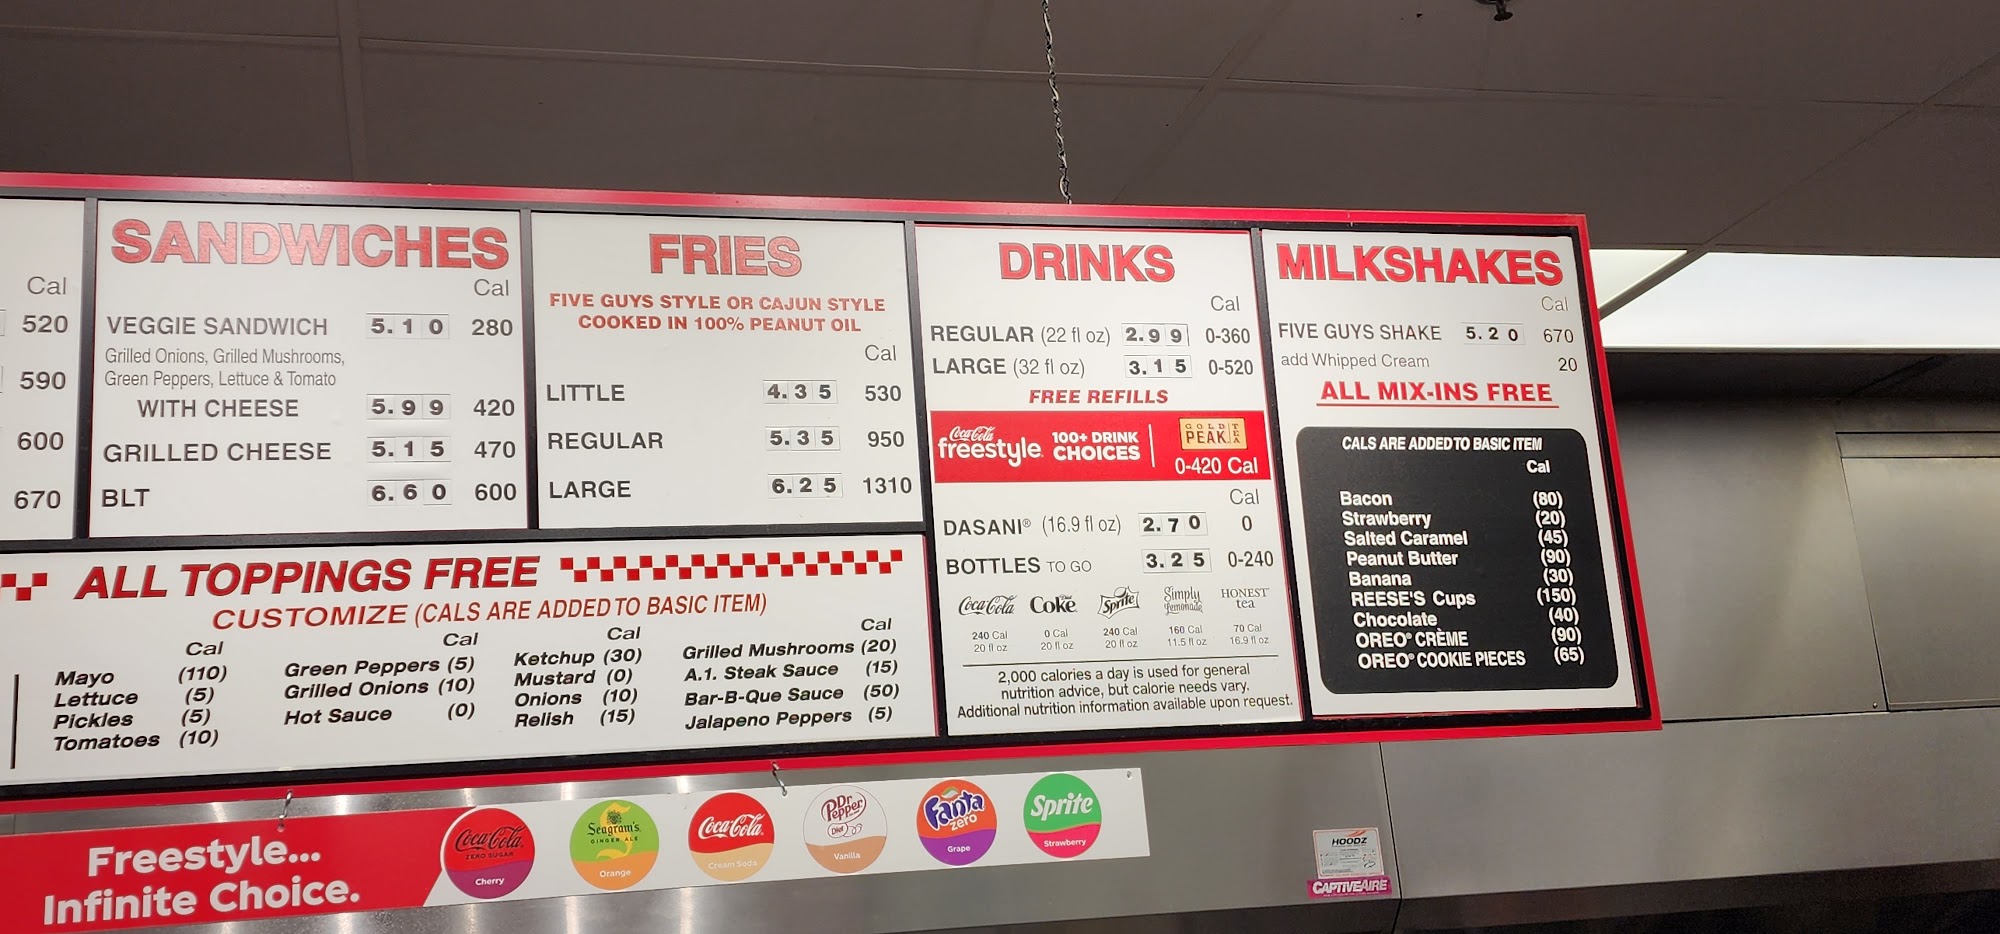 Cal
520
590
600
670
SANDWICHES
Cal
VEGGIE SANDWICH 5.10 280
Grilled Onions, Grilled Mushrooms,
Green Peppers, Lettuce & Tomato
WITH CHEESE 5.99 420
GRILLED CHEESE 5.15 470
BLT 6.60 600
FRIES
FIVE GUYS STYLE OR CAJUN STYLE
COOKED IN 100% PEANUT OIL
Cal
LITTLE 4.35 530
REGULAR 5.35 950
LARGE 6.25 1310
DRINKS
Cal
REGULAR (22 fl oz) 2.99 0-360
LARGE (32 fl oz) 3.15 0-520
FREE REFILLS
Coca-Cola freestyle
100+ DRINK
CHOICES
GOLD PEAK TEA
0-420 Cal
Cal
DASANI® (16.9 fl oz) 2.70 0
BOTTLES TO GO 3.25 0-240
Coca-Cola Diet Coke Sprite Simply Lemonade HONEST tea
240 Cal 0 Cal 240 Cal 160 Cal 70 Cal
20 fl oz 20 fl oz 20 fl oz 11.5 fl oz 16.9 fl oz
2,000 calories a day is used for general
nutrition advice, but calorie needs vary.
Additional nutrition information available upon request.
MILKSHAKES
Cal
FIVE GUYS SHAKE 5.20 670
add Whipped Cream 20
ALL MIX-INS FREE
CALS ARE ADDED TO BASIC ITEM
Cal
Bacon (80)
Strawberry (20)
Salted Caramel (45)
Peanut Butter (90)
Banana (30)
REESE'S Cups (150)
Chocolate (40)
OREO® CRÈME (90)
OREO® COOKIE PIECES (65)
ALL TOPPINGS FREE
CUSTOMIZE (CALS ARE ADDED TO BASIC ITEM)
Cal
Mayo (110)
Lettuce (5)
Pickles (5)
Tomatoes (10)
Cal
Green Peppers (5)
Grilled Onions (10)
Hot Sauce (0)
Cal
Ketchup (30)
Mustard (0)
Onions (10)
Relish (15)
Cal
Grilled Mushrooms (20)
A.1. Steak Sauce (15)
Bar-B-Que Sauce (50)
Jalapeno Peppers (5)
Freestyle...
Infinite Choice.
Coca-Cola
ZERO SUGAR
Cherry
Seagram's
GINGER ALE
Orange
Coca-Cola
Cream Soda
Dr Pepper
Diet
Vanilla
Fanta
zero
Grape
Sprite
Strawberry
HOODZ
CAPTIVEAIRE